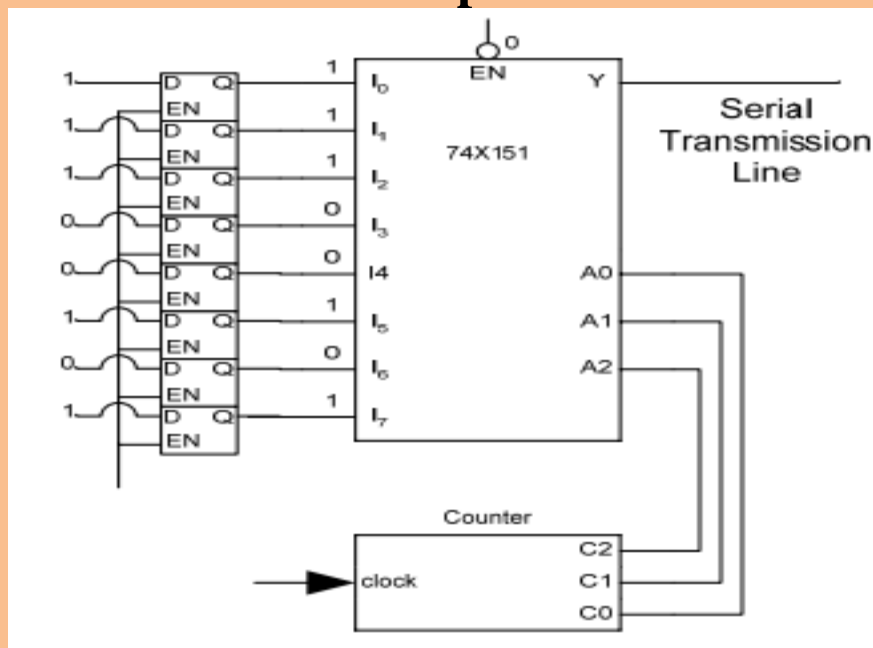 0
EN
1 D Q 1 I0 Y
EN
1 D Q 1 I1
EN
1 D Q 1 I2
EN
0 D Q 0 I3
EN
0 D Q 0 I4 A0
EN
1 D Q 1 I5 A1
EN
0 D Q 0 I6 A2
EN
1 D Q 1 I7
EN
74X151
Serial
Transmission
Line
Counter
C2
clock C1
C0